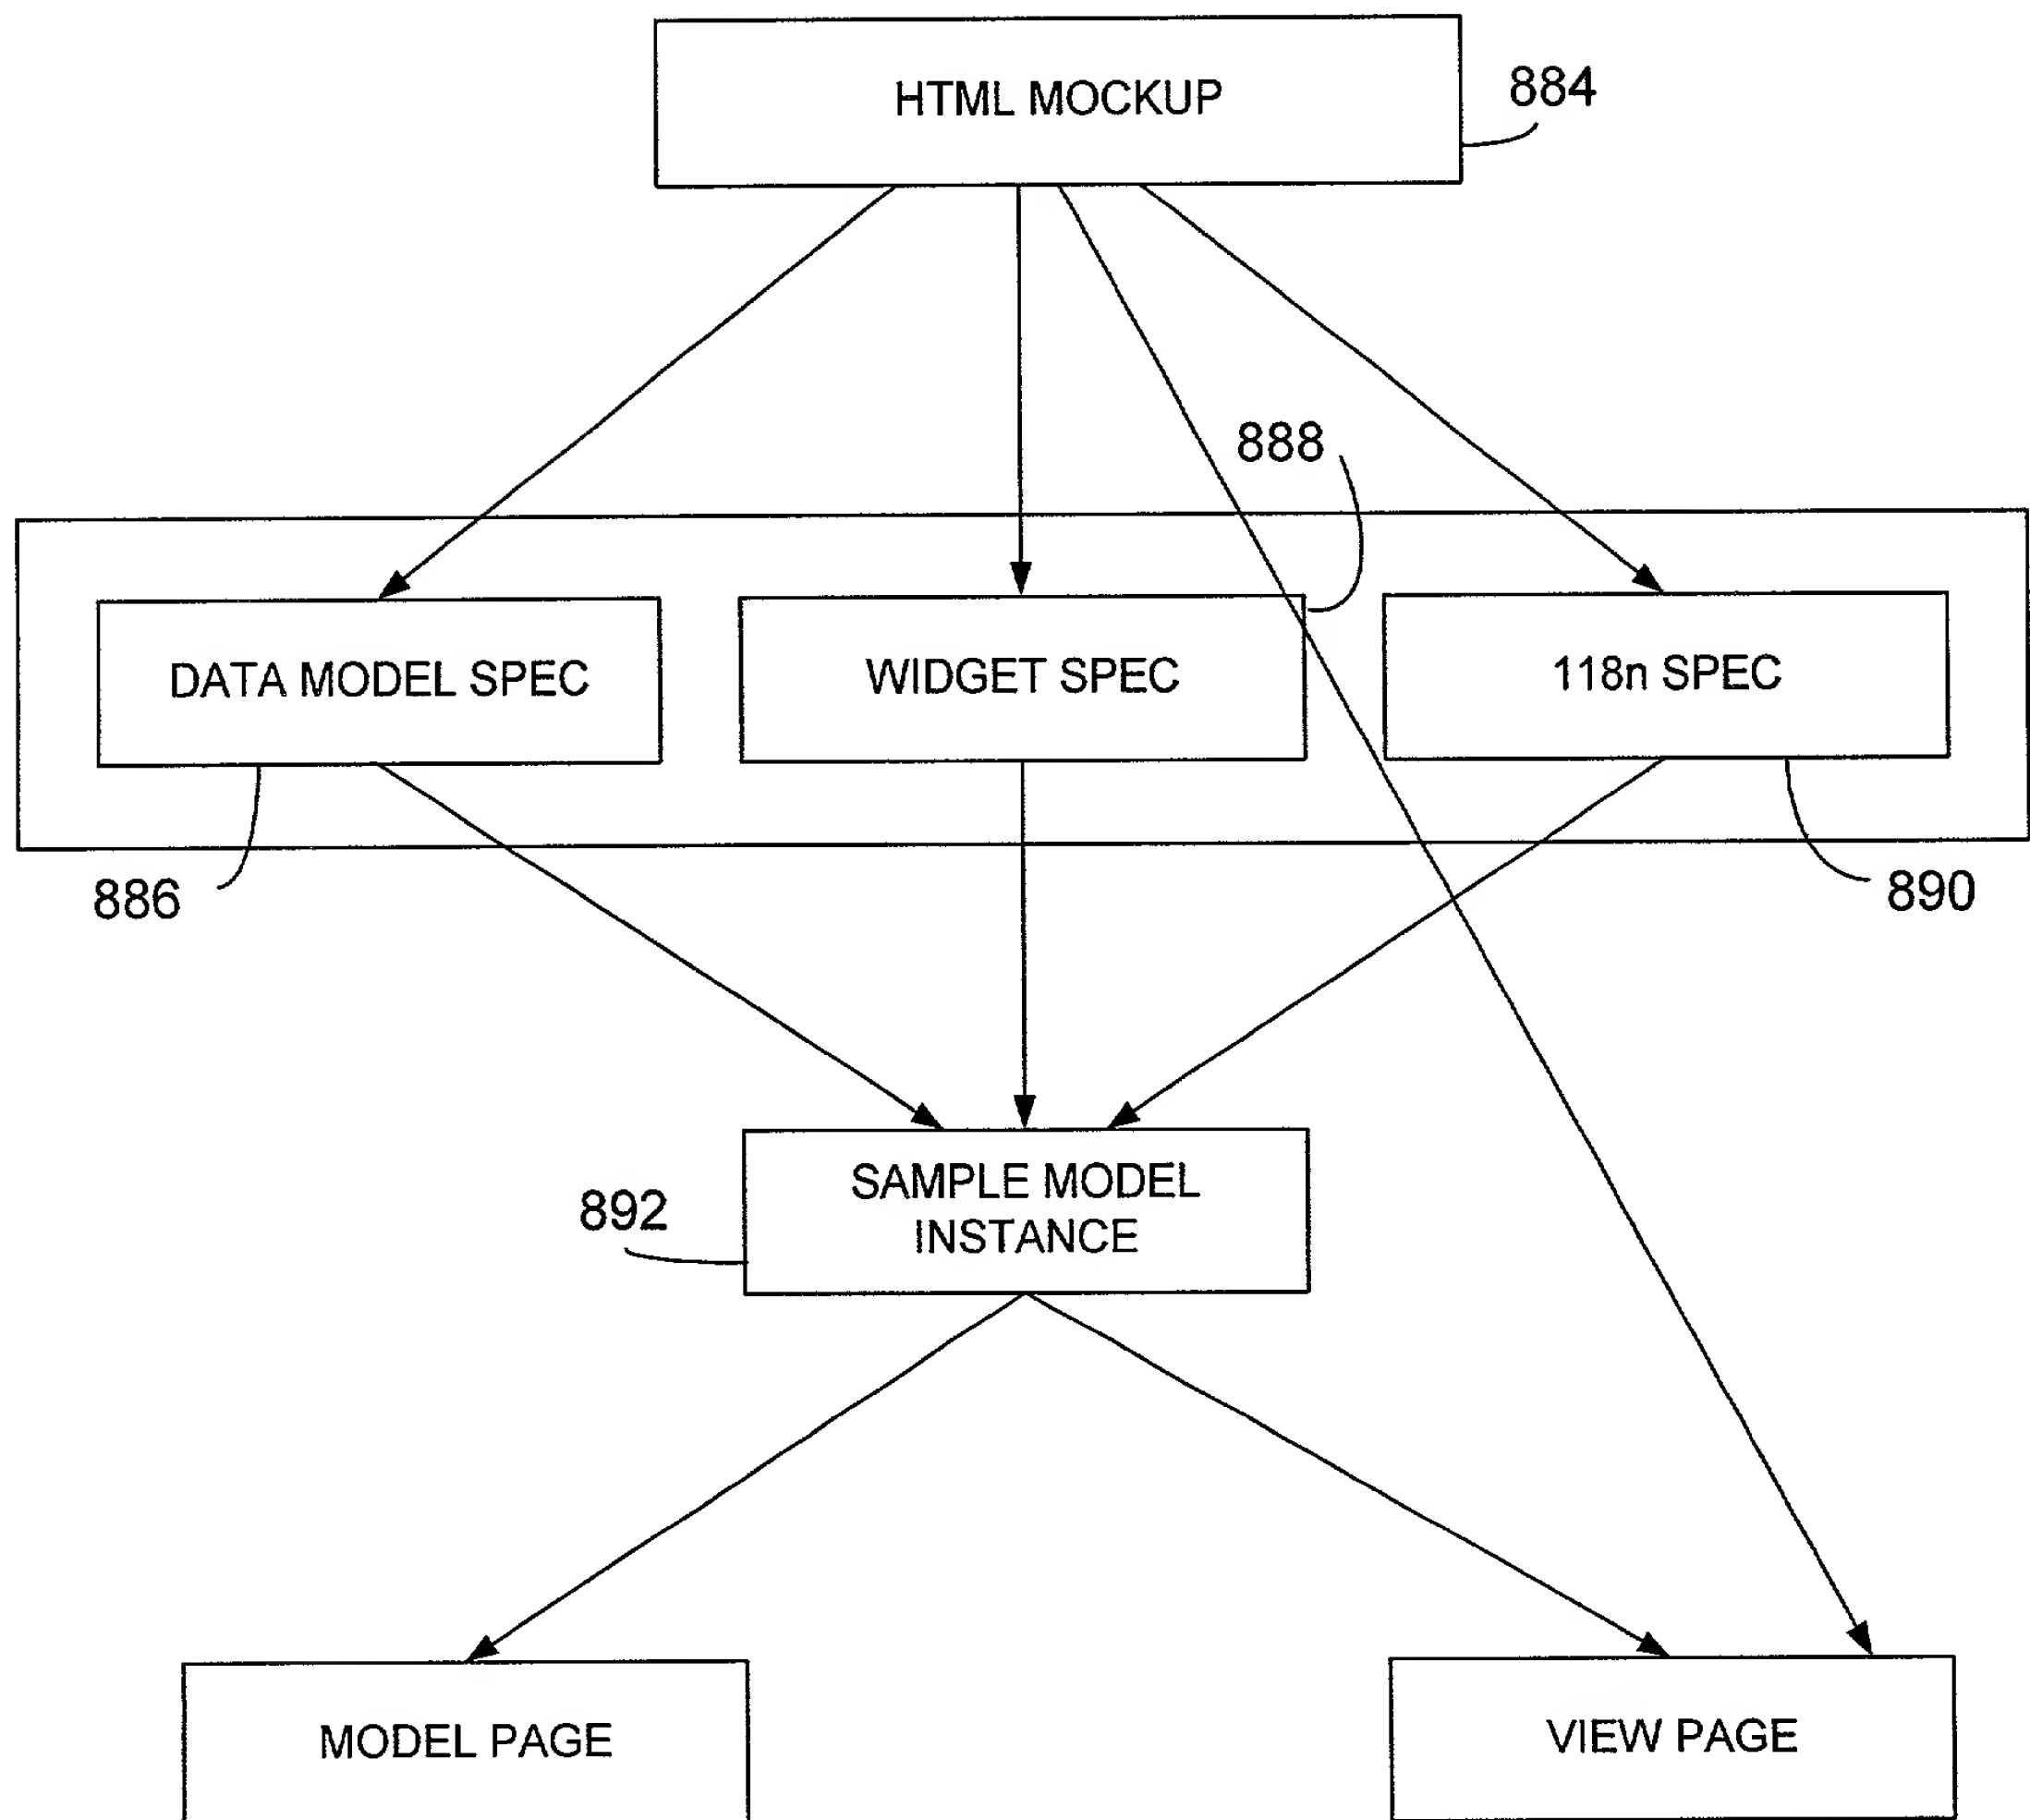 HTML MOCKUP
884
888
DATA MODEL SPEC
WIDGET SPEC
118n SPEC
886
890
SAMPLE MODEL
INSTANCE
892
MODEL PAGE
VIEW PAGE